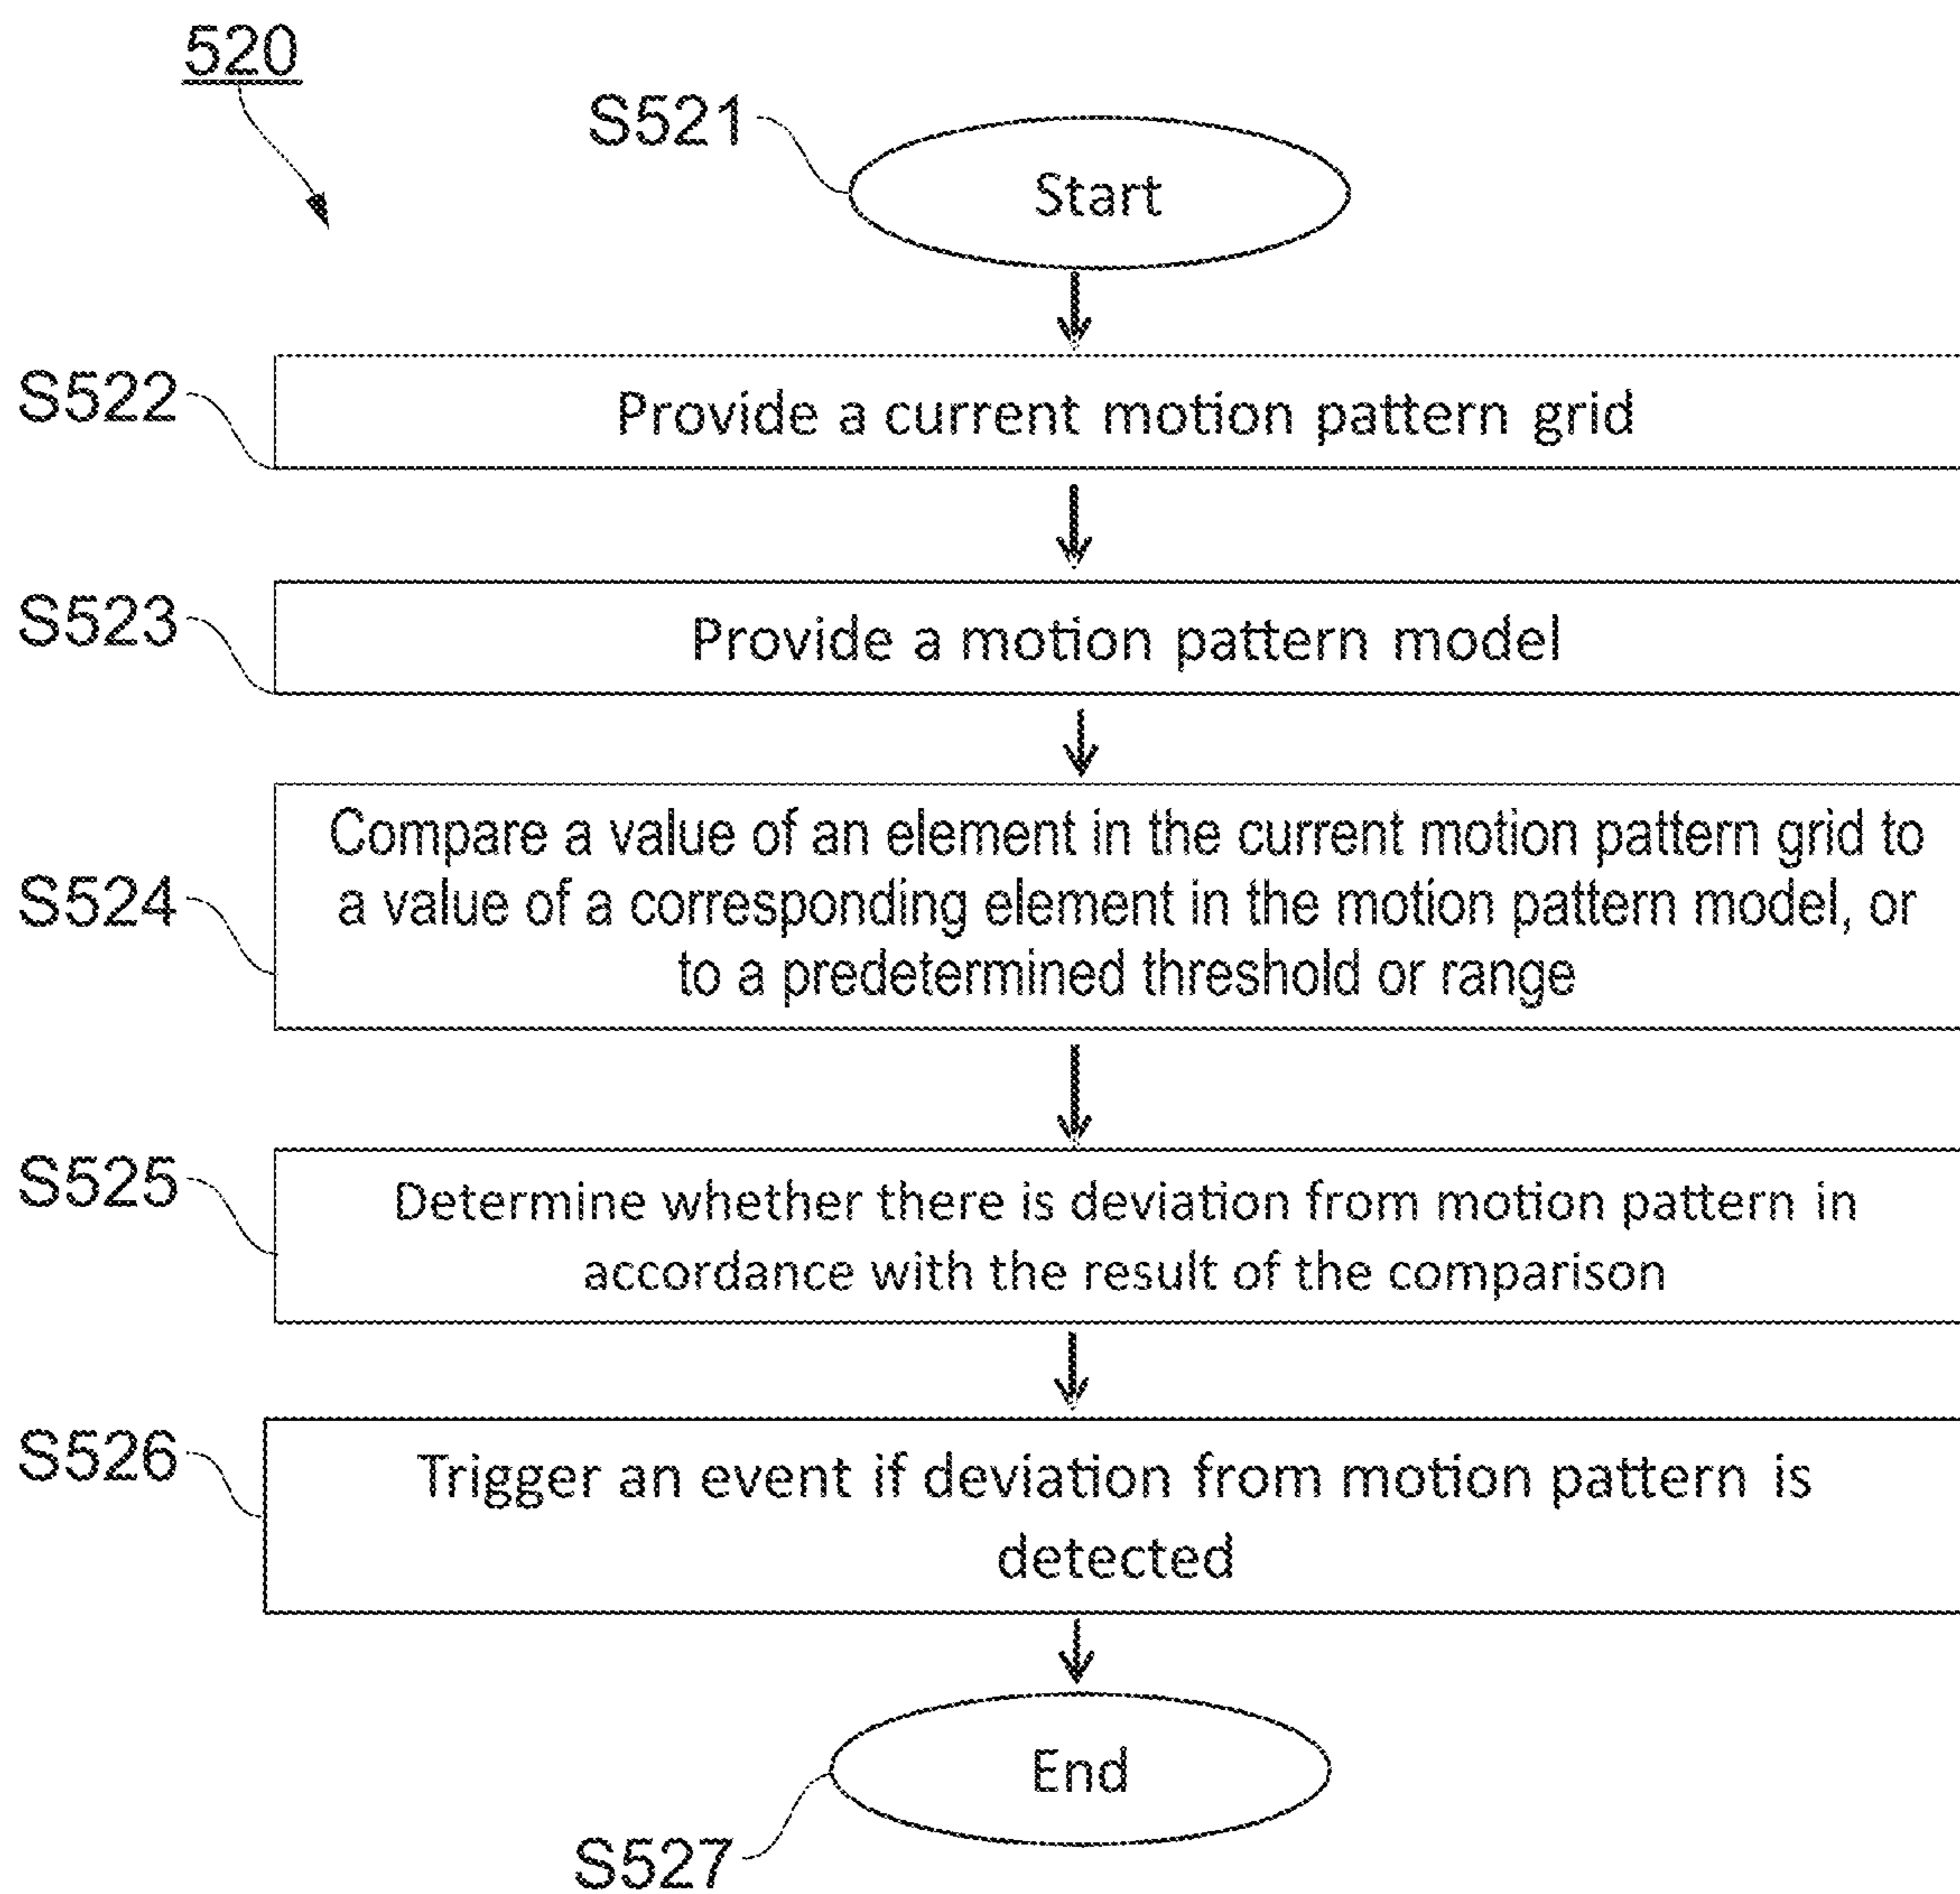 520
S521
Start
S522
Provide a current motion pattern grid
S523
Provide a motion pattern model
S524
Compare a value of an element in the current motion pattern grid to
a value of a corresponding element in the motion pattern model, or
to a predetermined threshold or range
S525
Determine whether there is deviation from motion pattern in
accordance with the result of the comparison
S526
Trigger an event if deviation from motion pattern is
detected
End
S527